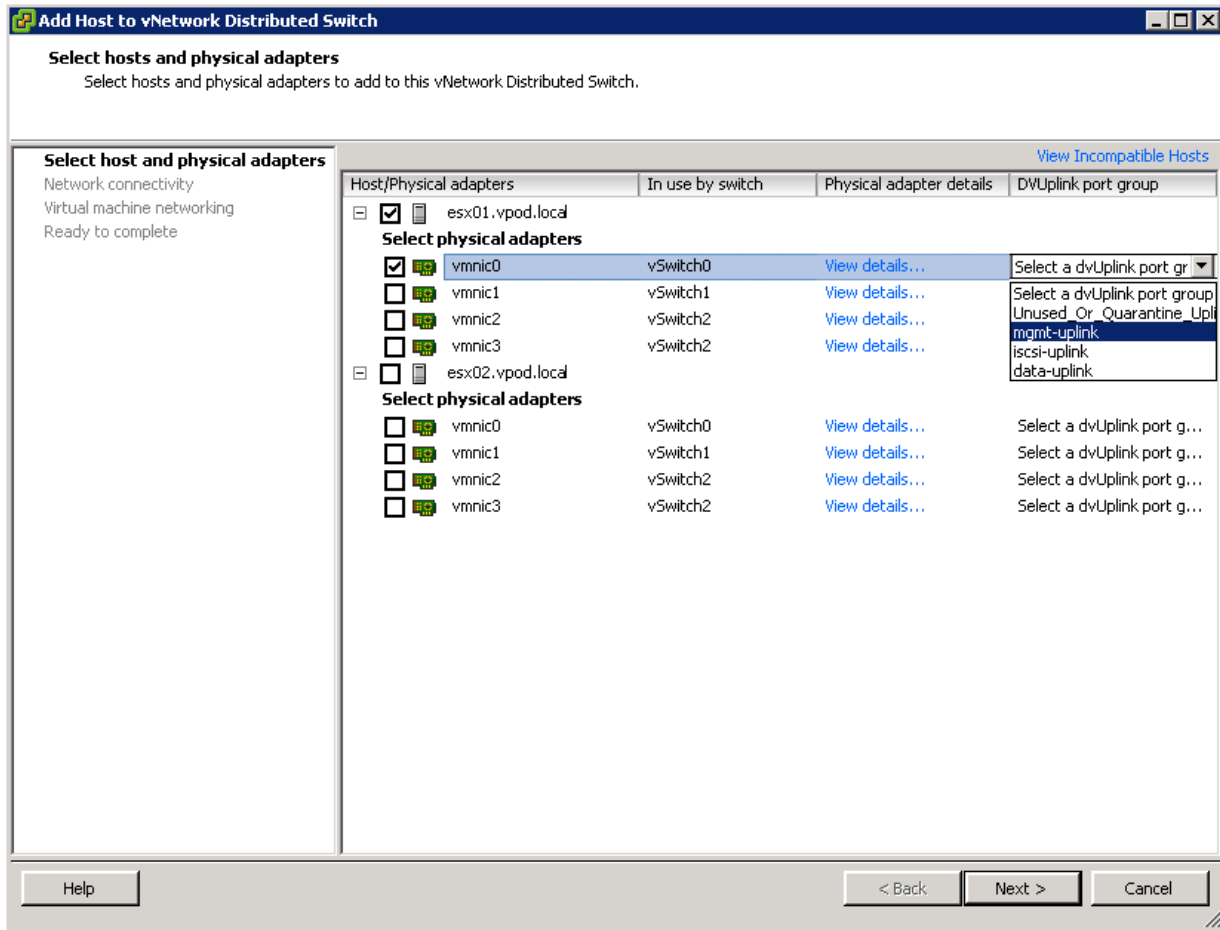 Add Host to vNetwork Distributed Switch
Select hosts and physical adapters
Select hosts and physical adapters to add to this vNetwork Distributed Switch.
Select host and physical adapters
Network connectivity
Virtual machine networking
Ready to complete
View Incompatible Hosts
Host/Physical adapters In use by switch Physical adapter details DVUplink port group
esx01.vpod.local
Select physical adapters
vmnic0 vSwitch0 View details... Select a dvUplink port gr
vmnic1 vSwitch1 View details... Select a dvUplink port group
Unused_Or_Quarantine_Upli
vmnic2 vSwitch2 View details... mgmt-uplink
vmnic3 vSwitch2 View details... iscsi-uplink
esx02.vpod.local data-uplink
Select physical adapters
vmnic0 vSwitch0 View details... Select a dvUplink port g...
vmnic1 vSwitch1 View details... Select a dvUplink port g...
vmnic2 vSwitch2 View details... Select a dvUplink port g...
vmnic3 vSwitch2 View details... Select a dvUplink port g...
Help < Back Next > Cancel